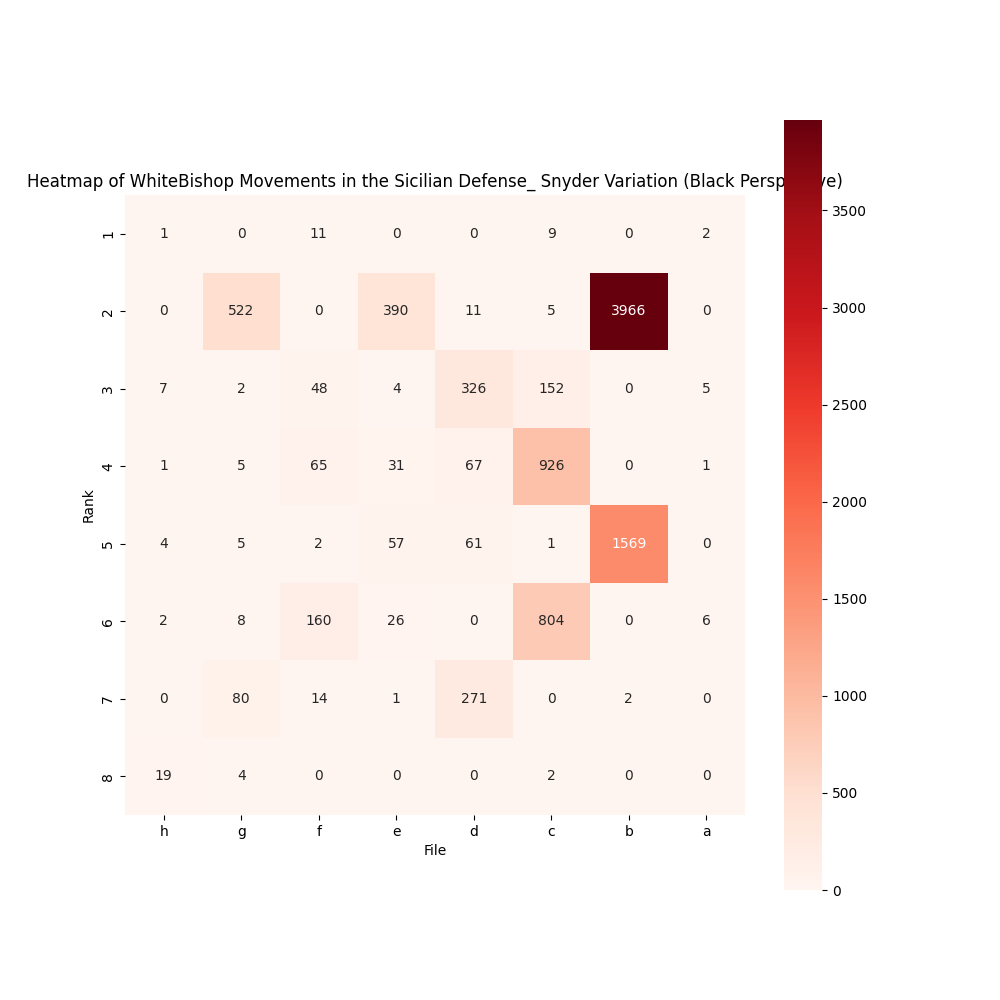 Heatmap of WhiteBishop Movements in the Sicilian Defense_ Snyder Variation (Black Persp ve)
3500
3000
2500
2000
1500
1000
500
0
Rank
1 1 0 11 0 0 9 0 2
2 0 522 0 390 11 5 3966 0
3 7 2 48 4 326 152 0 5
4 1 5 65 31 67 926 0 1
5 4 5 2 57 61 1 1569 0
6 2 8 160 26 0 804 0 6
7 0 80 14 1 271 0 2 0
8 19 4 0 0 0 2 0 0
h g f e d c b a
File